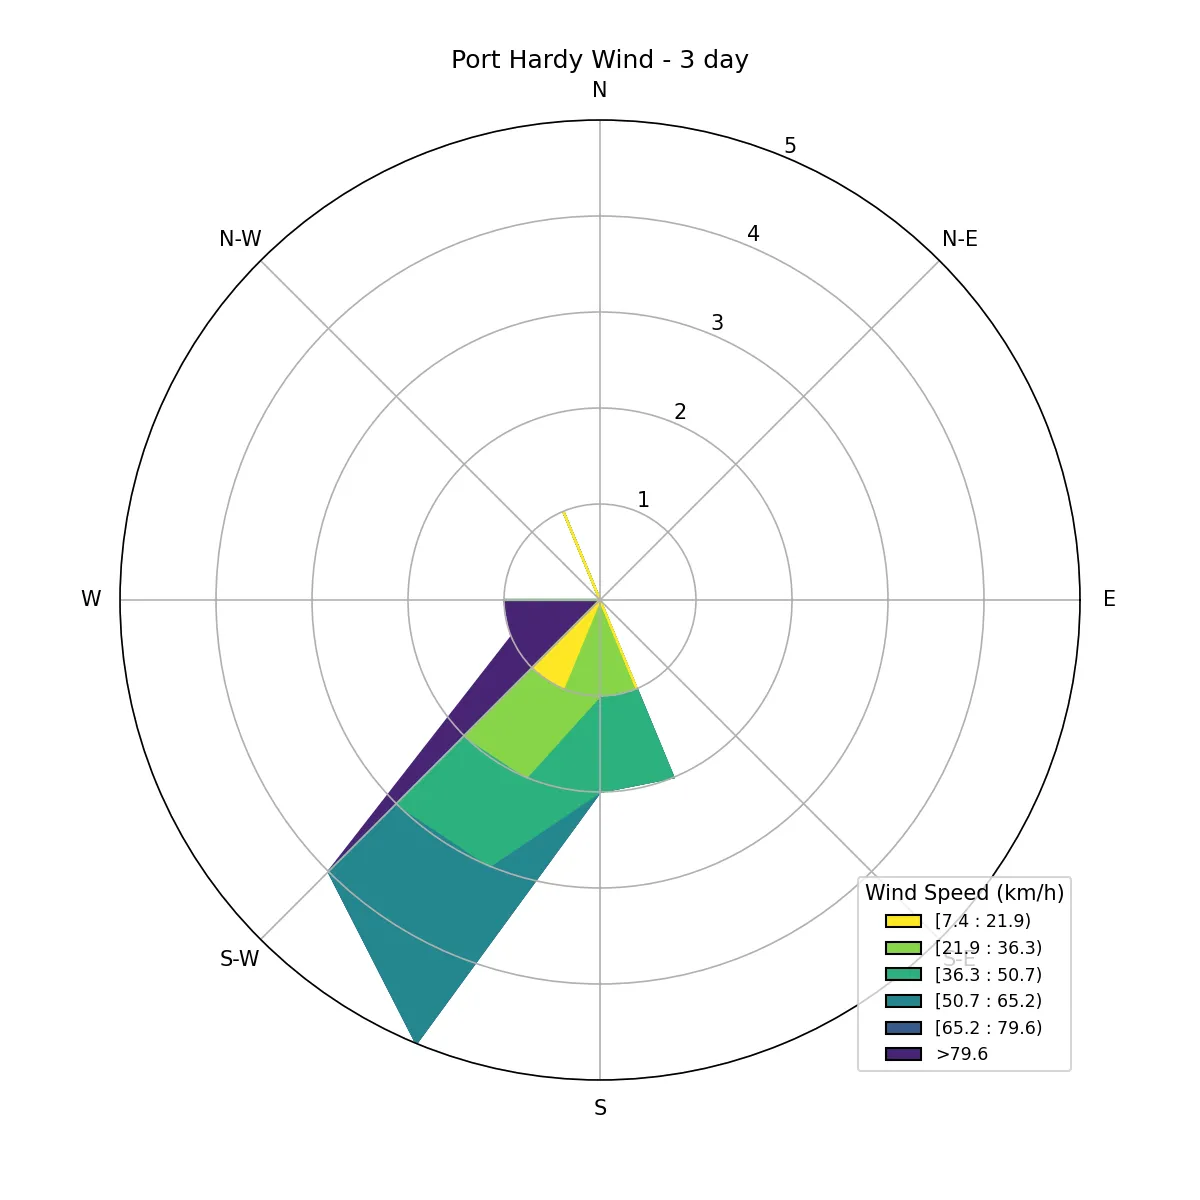 Port Hardy Wind - 3 day
N
5
N-W
N-E
4
3
2
1
W
E
Wind Speed (km/h)
[7.4 : 21.9)
[21.9 : 36.3)
S-W
S-E
[36.3 : 50.7)
[50.7 : 65.2)
[65.2 : 79.6)
>79.6
S